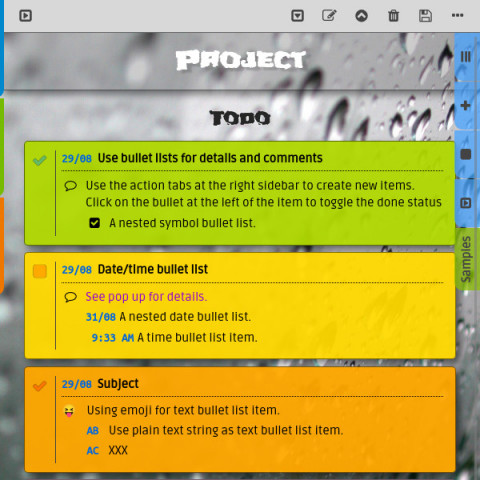 PROJECT
TODO
29/08 Use bullet lists for details and comments
Use the action tabs at the right sidebar to create new items.
Click on the bullet at the left of the item to toggle the done status
A nested symbol bullet list.
29/08 Date/time bullet list
See pop up for details.
31/08 A nested date bullet list.
9:33 AM A time bullet list item.
29/08 Subject
😝 Using emoji for text bullet list item.
AB Use plain text string as text bullet list item.
AC XXX
Samples